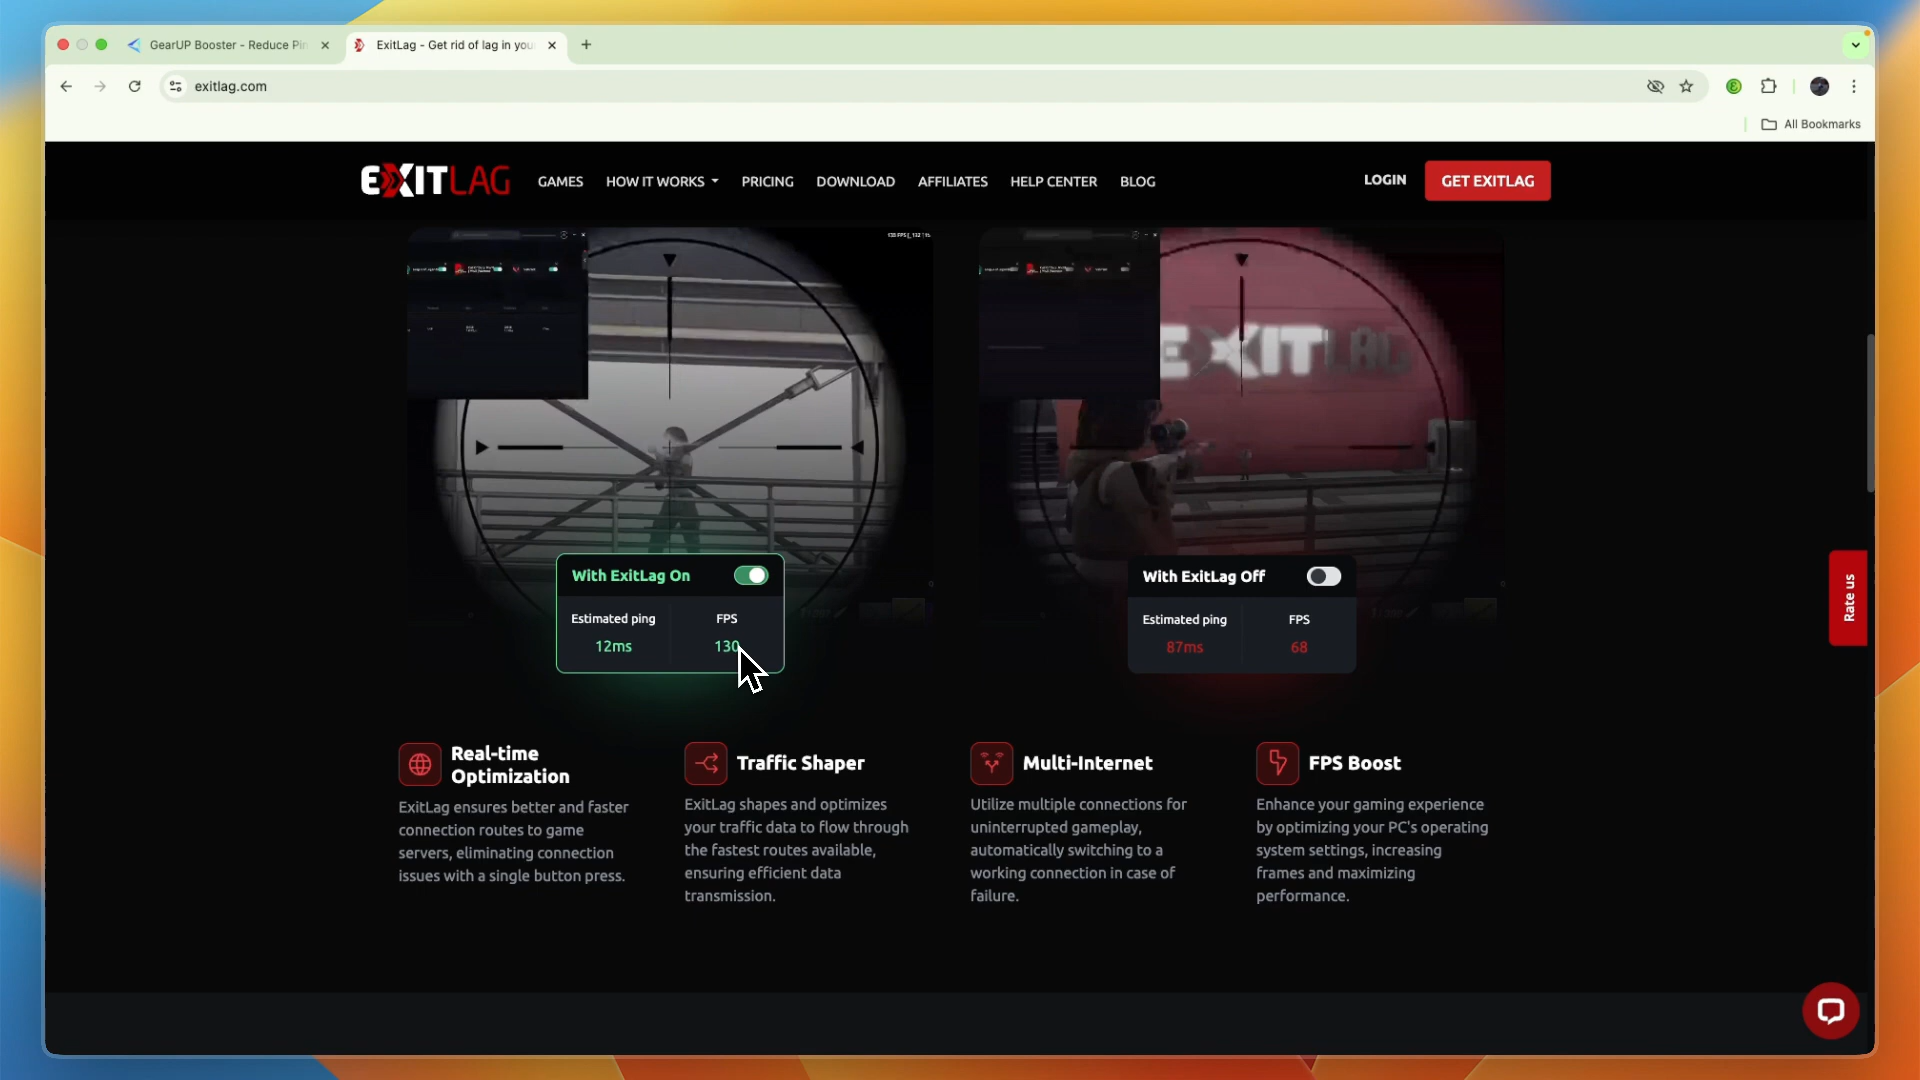 GearUP Booster - Reduce Pi
ExitLag - Get rid of lag in you
exitlag.com
All Bookmarks
EXITLAG
GAMES
HOW IT WORKS
PRICING
DOWNLOAD
AFFILIATES
HELP CENTER
BLOG
LOGIN
GET EXITLAG
EXITLAG
With ExitLag On
Estimated ping
FPS
12ms
130
With ExitLag Off
Estimated ping
FPS
87ms
68
Rate us
Real-time
Optimization
ExitLag ensures better and faster
connection routes to game
servers, eliminating connection
issues with a single button press.
Traffic Shaper
ExitLag shapes and optimizes
your traffic data to flow through
the fastest routes available,
ensuring efficient data
transmission.
Multi-Internet
Utilize multiple connections for
uninterrupted gameplay,
automatically switching to a
working connection in case of
failure.
FPS Boost
Enhance your gaming experience
by optimizing your PC's operating
system settings, increasing
frames and maximizing
performance.